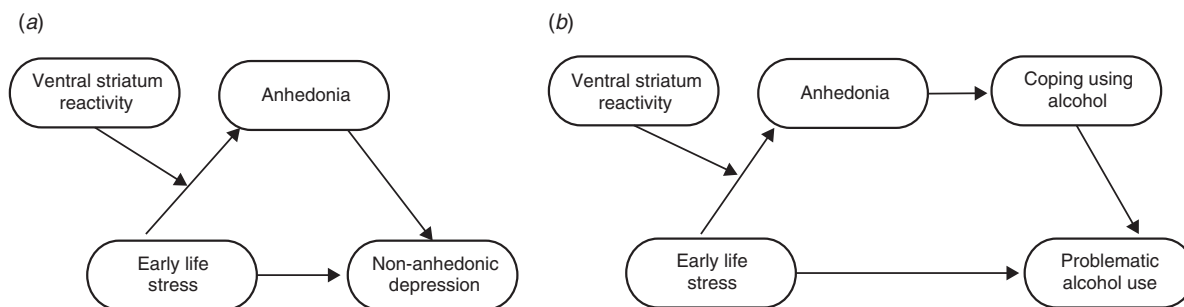 (a)
Ventral striatum
reactivity
Anhedonia
Early life
stress
Non-anhedonic
depression
(b)
Ventral striatum
reactivity
Anhedonia
Coping using
alcohol
Early life
stress
Problematic
alcohol use